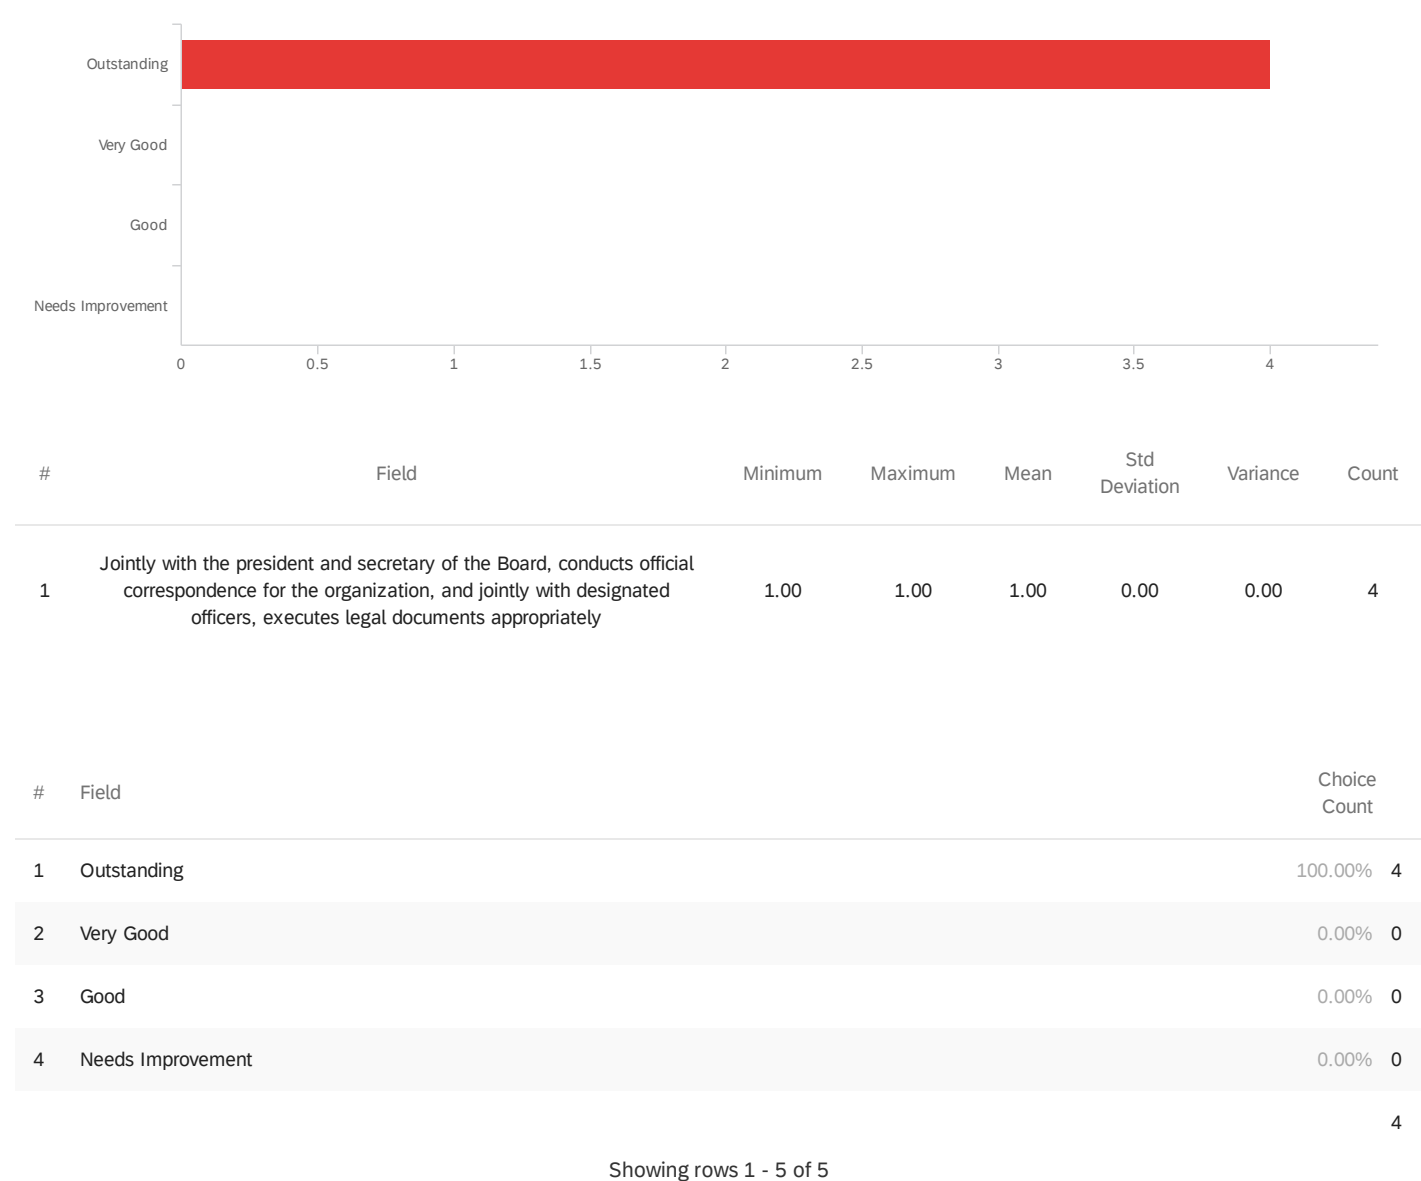 Outstanding
Very Good
Good
Needs Improvement
0 0.5 1 1.5 2 2.5 3 3.5 4
# Field Minimum Maximum Mean Std Deviation Variance Count
Jointly with the president and secretary of the Board, conducts official
1 correspondence for the organization, and jointly with designated 1.00 1.00 1.00 0.00 0.00 4
officers, executes legal documents appropriately
# Field Choice Count
1 Outstanding 100.00% 4
2 Very Good 0.00% 0
3 Good 0.00% 0
4 Needs Improvement 0.00% 0
4
Showing rows 1 - 5 of 5